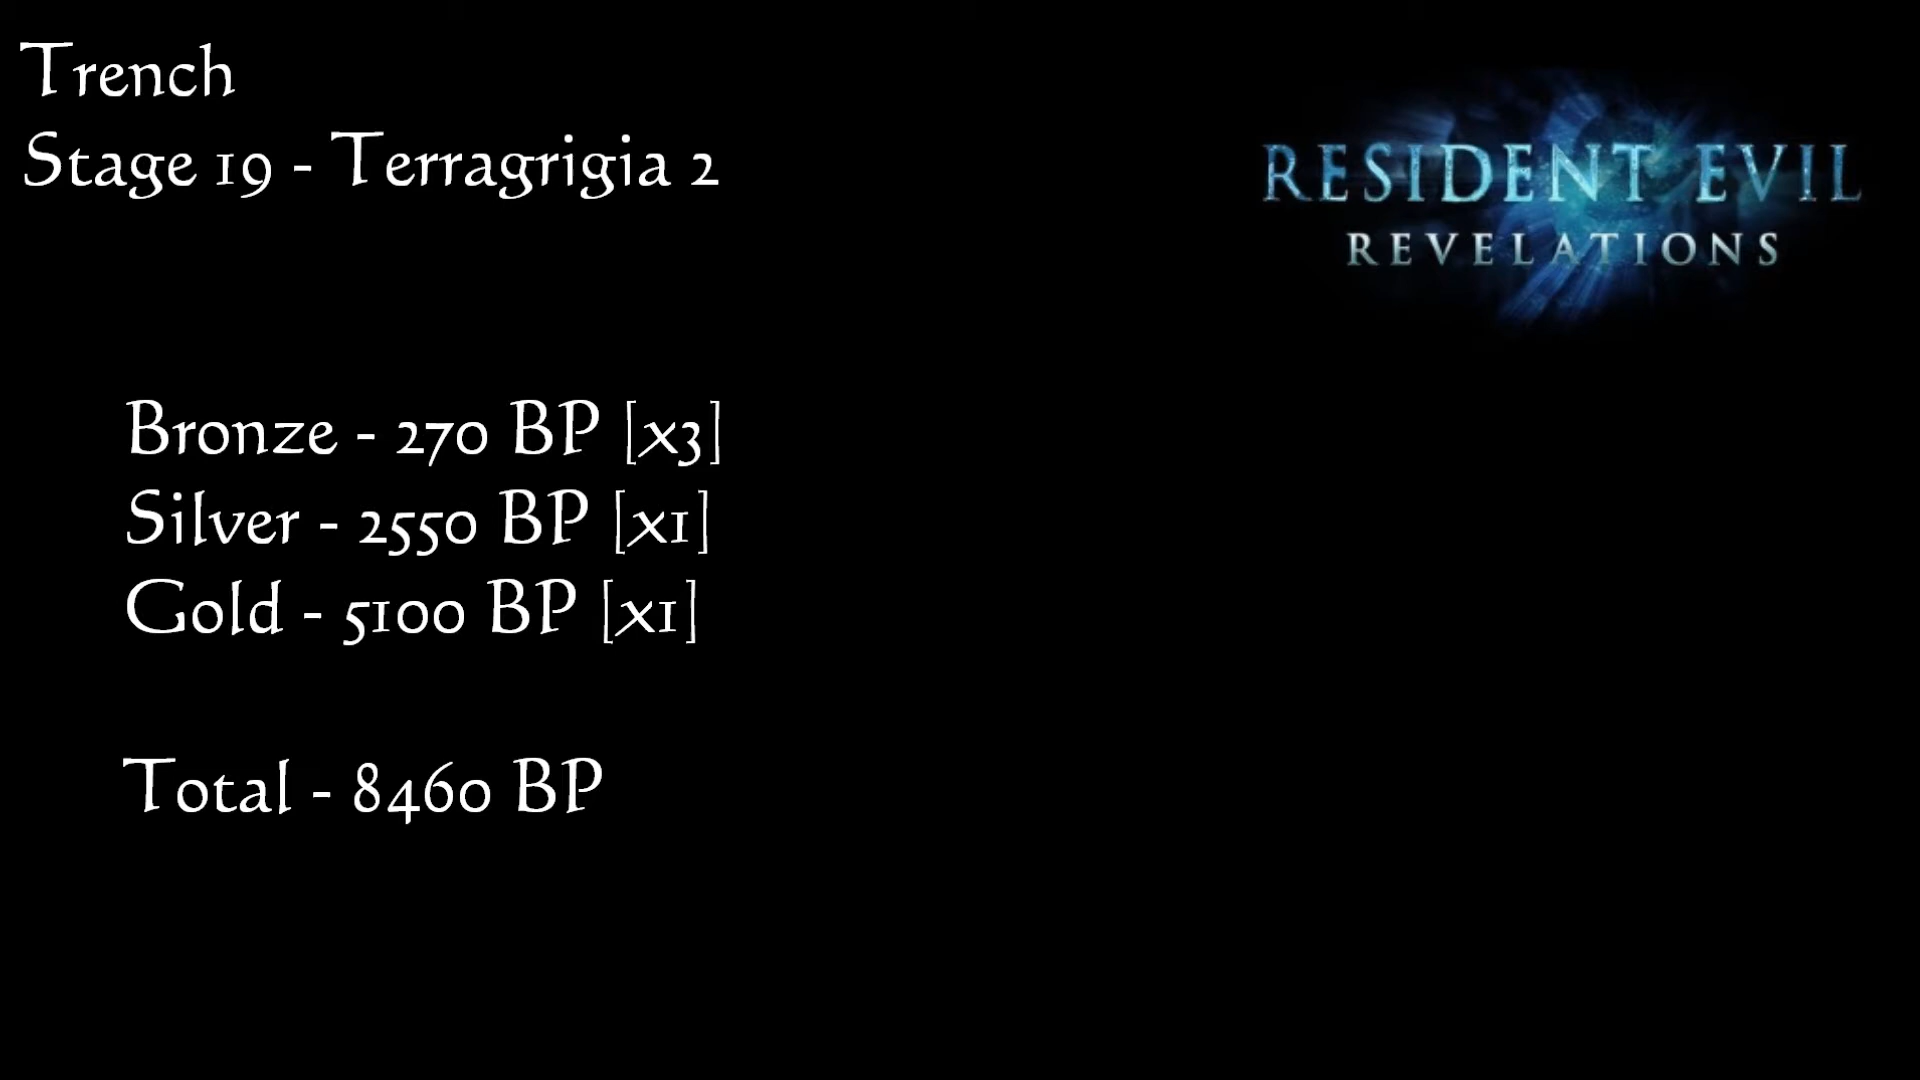 Trench
Stage 19 - Terragrigia 2
RESIDENT EVIL
REVELATIONS
Bronze - 270 BP [x3]
Silver - 2550 BP [x1]
Gold - 5100 BP [x1]
Total - 8460 BP